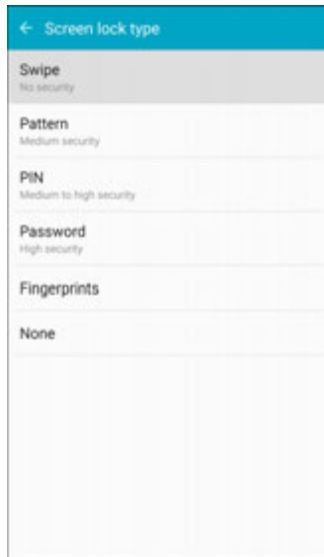 Screen lock type
Swipe
No security
Pattern
Medium security
PIN
Medium to high security
Password
High security
Fingerprints
None